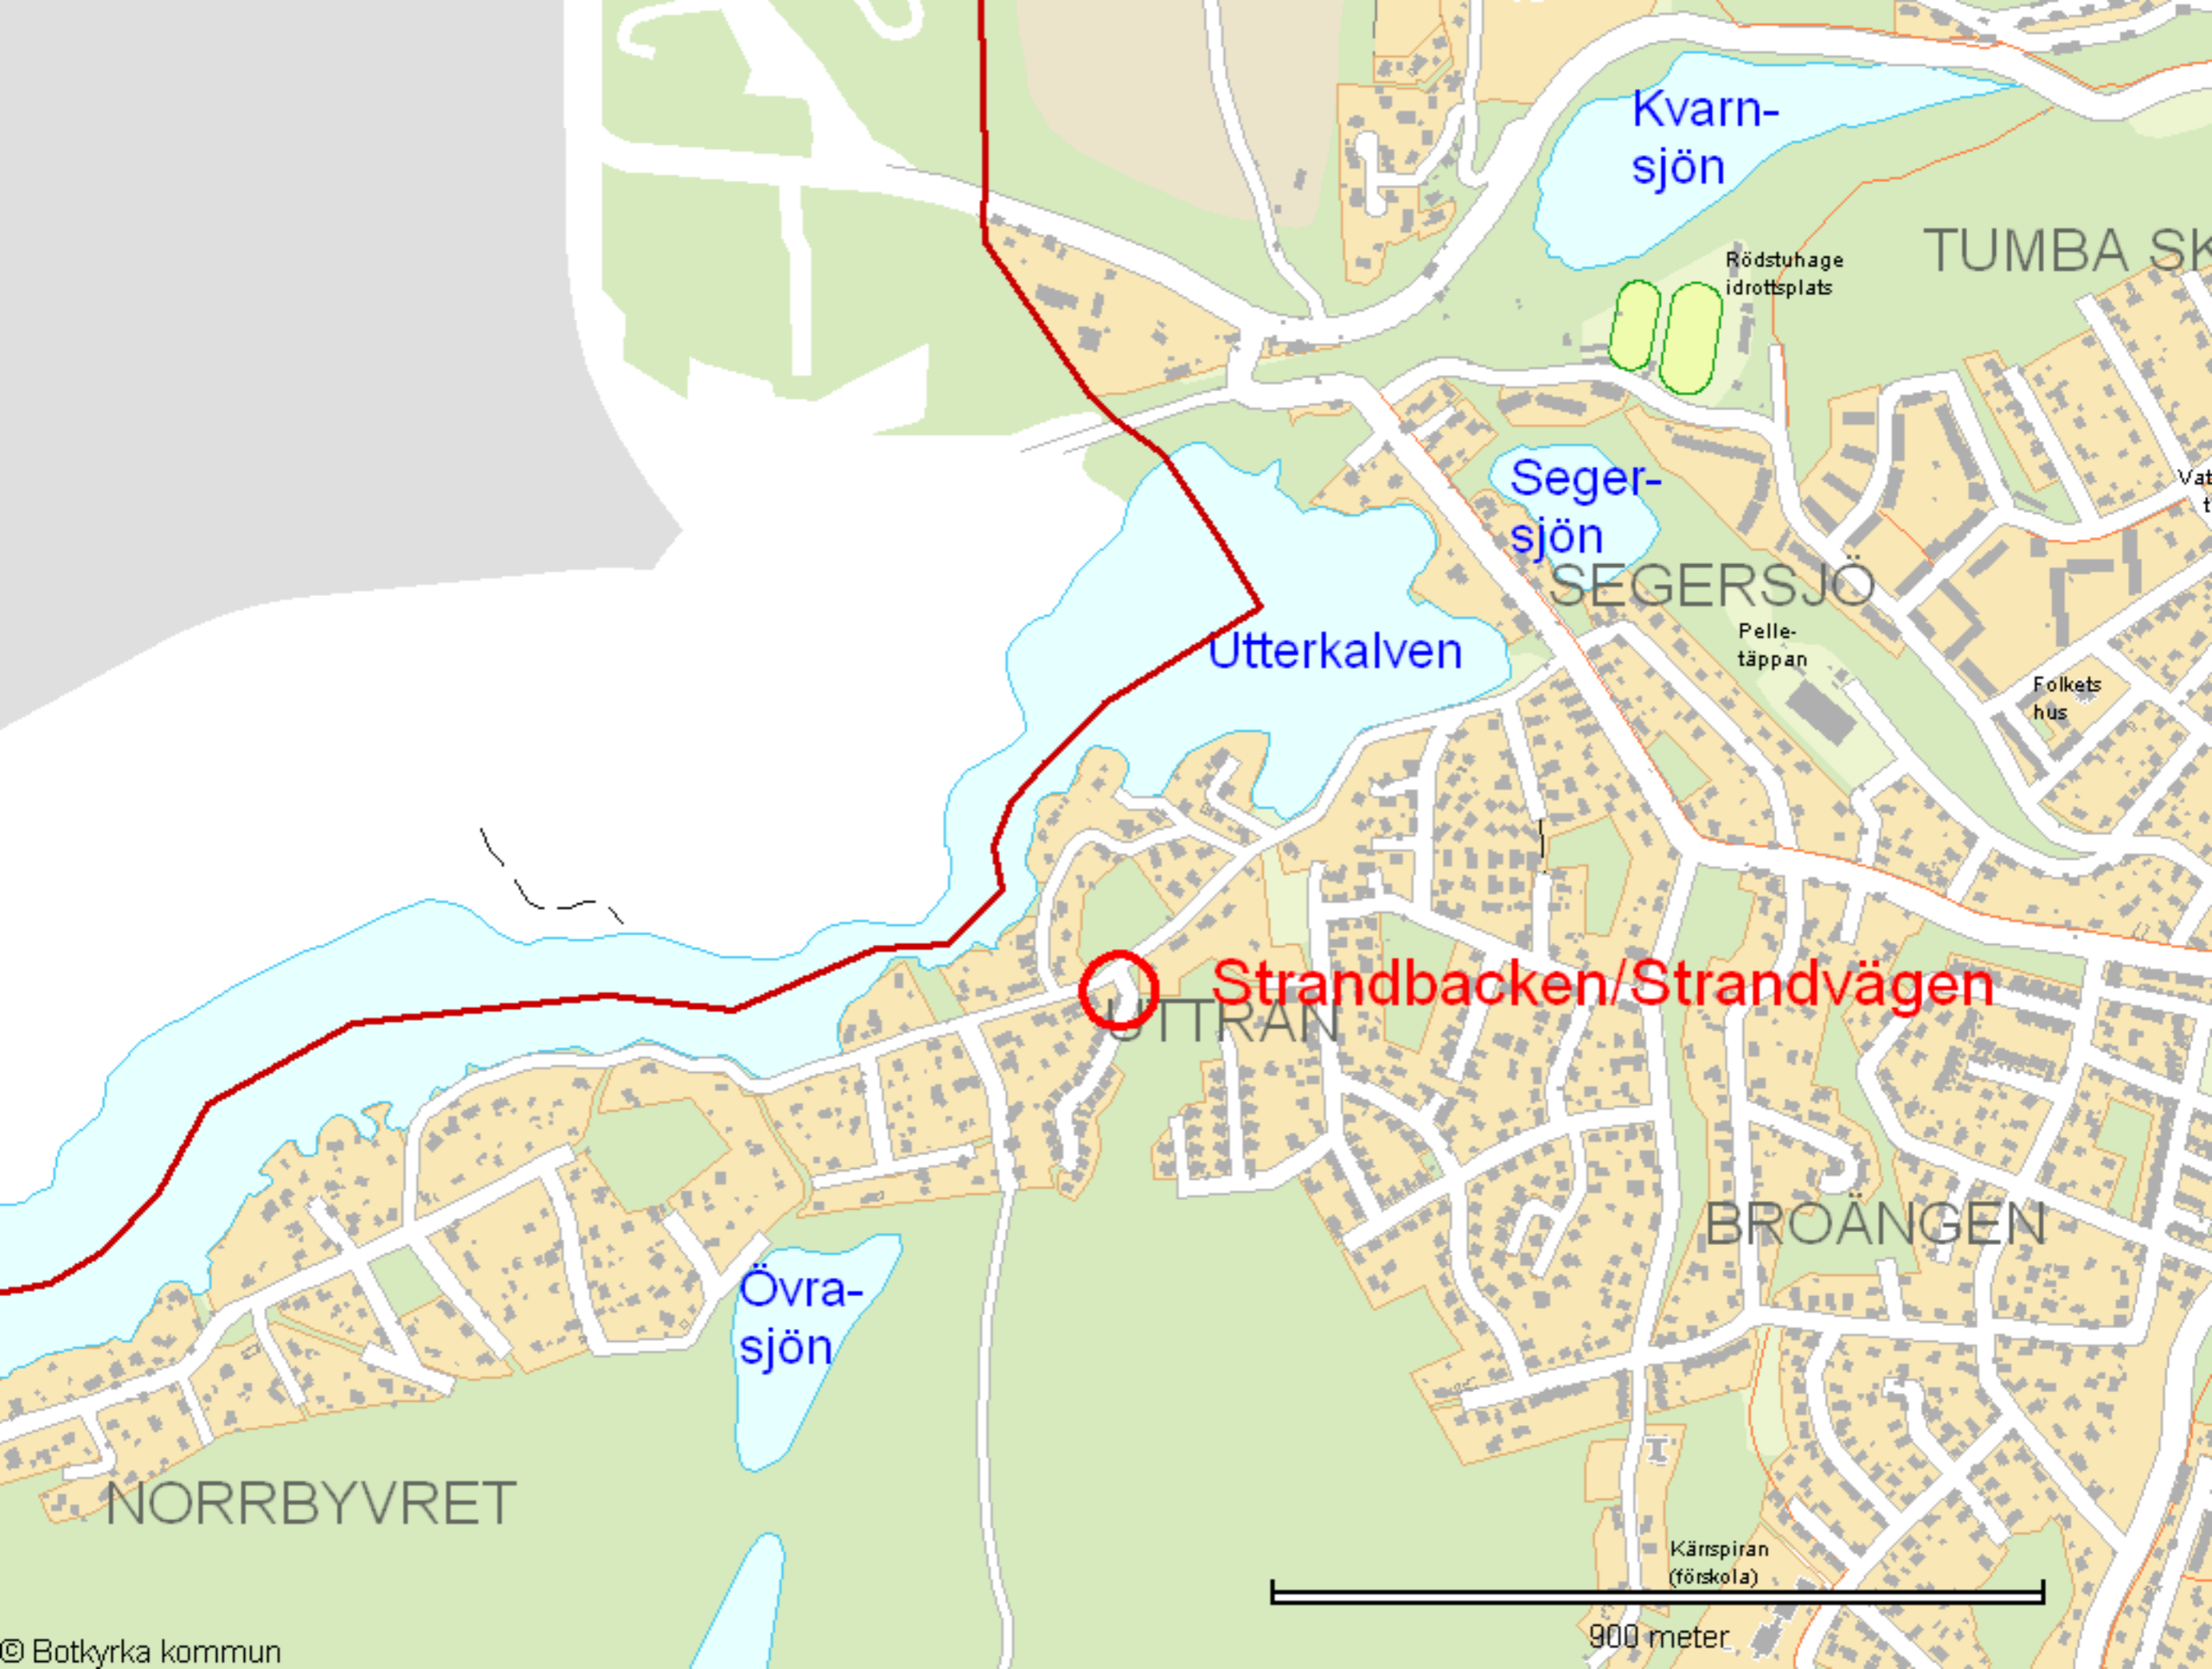 Kvarn-
sjön
TUMBA SK
Rödstuhage
idrottsplats
Seger-
sjön
Vat
t
SEGERSJÖ
Utterkalven
Pelle-
täppan
Folkets
hus
Strandbacken/Strandvägen
UTTRAN
BROÄNGEN
Övra-
sjön
NORRBYVRET
Kärrspiran
(förskola)
900 meter
© Botkyrka kommun